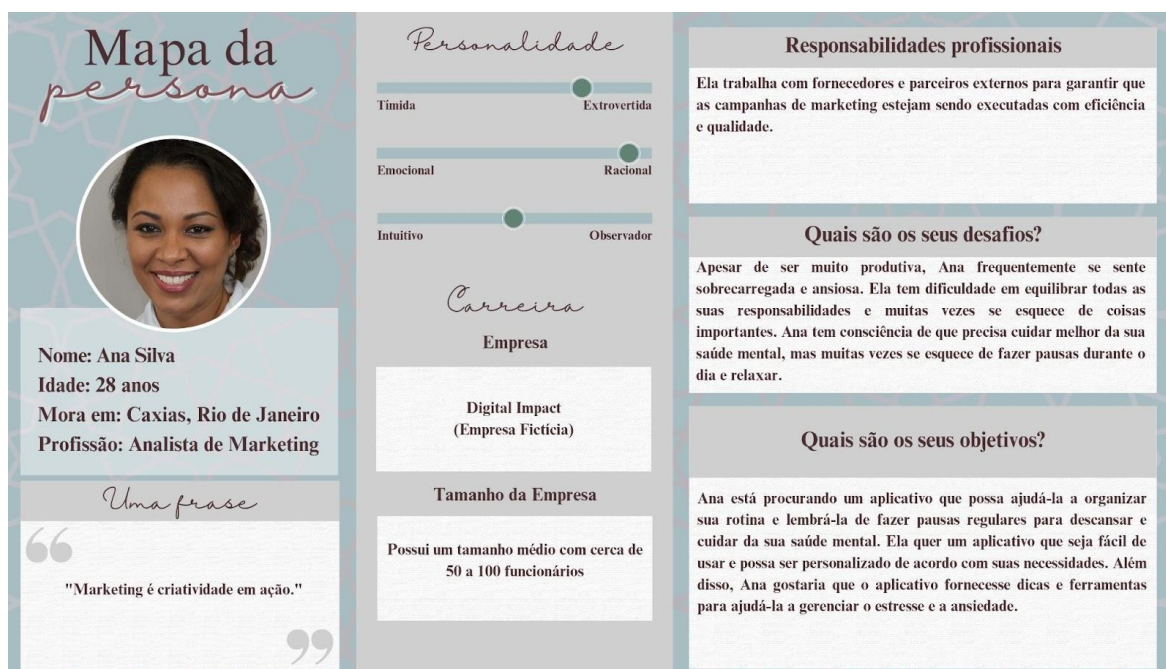 Mapa da
persona
Nome: Ana Silva
Idade: 28 anos
Mora em: Caxias, Rio de Janeiro
Profissão: Analista de Marketing
Uma frase
"Marketing é criatividade em ação."
Personalidade
Tímida Extrovertida
Emocional Racional
Intuitivo Observador
Carreira
Empresa
Digital Impact
(Empresa Fictícia)
Tamanho da Empresa
Possui um tamanho médio com cerca de
50 a 100 funcionários
Responsabilidades profissionais
Ela trabalha com fornecedores e parceiros externos para garantir que
as campanhas de marketing estejam sendo executadas com eficiência
e qualidade.
Quais são os seus desafios?
Apesar de ser muito produtiva, Ana frequentemente se sente
sobrecarregada e ansiosa. Ela tem dificuldade em equilibrar todas as
suas responsabilidades e muitas vezes se esquece de coisas
importantes. Ana tem consciência de que precisa cuidar melhor da sua
saúde mental, mas muitas vezes se esquece de fazer pausas durante o
dia e relaxar.
Quais são os seus objetivos?
Ana está procurando um aplicativo que possa ajudá-la a organizar
sua rotina e lembrá-la de fazer pausas regulares para descansar e
cuidar da sua saúde mental. Ela quer um aplicativo que seja fácil de
usar e possa ser personalizado de acordo com suas necessidades. Além
disso, Ana gostaria que o aplicativo fornecesse dicas e ferramentas
para ajudá-la a gerenciar o estresse e a ansiedade.